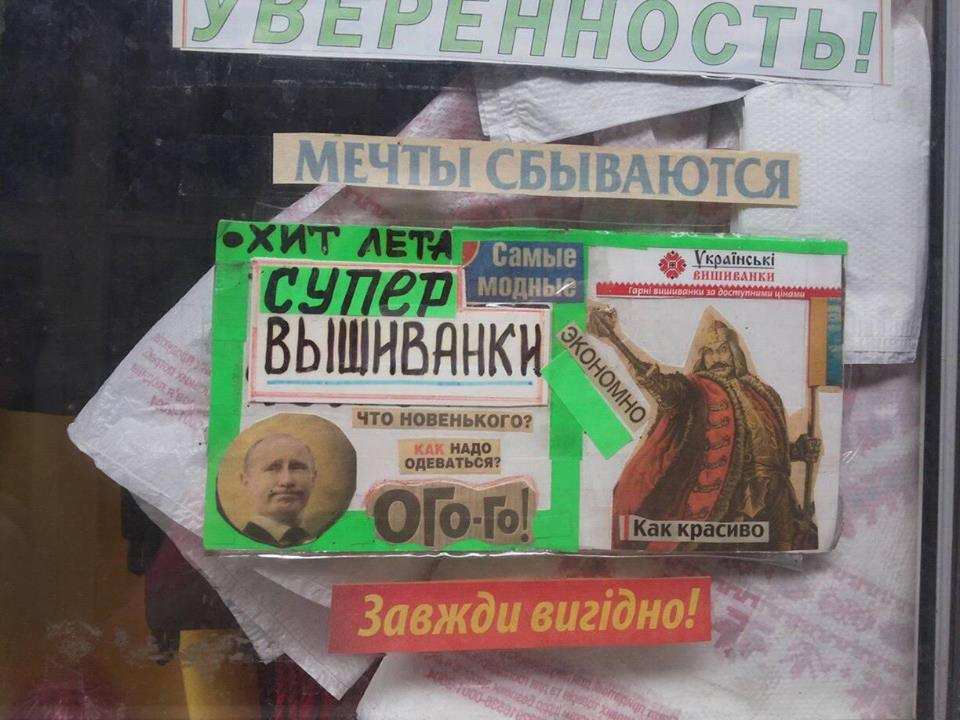 УВЕРЕННОСТЬ!
МЕЧТЫ СБЫВАЮТСЯ
•ХИТ ЛЕТА
СУПЕР
ВЫШИВАНКИ
Самые
модные
Українські
ВИШИВАНКИ
гарні вишиванки за доступними цінами
ЭКОНОМНО
ЧТО НОВЕНЬКОГО?
КАК НАДО
ОДЕВАТЬСЯ?
ОГО-ГО!
Как красиво
Завжди вигідно!